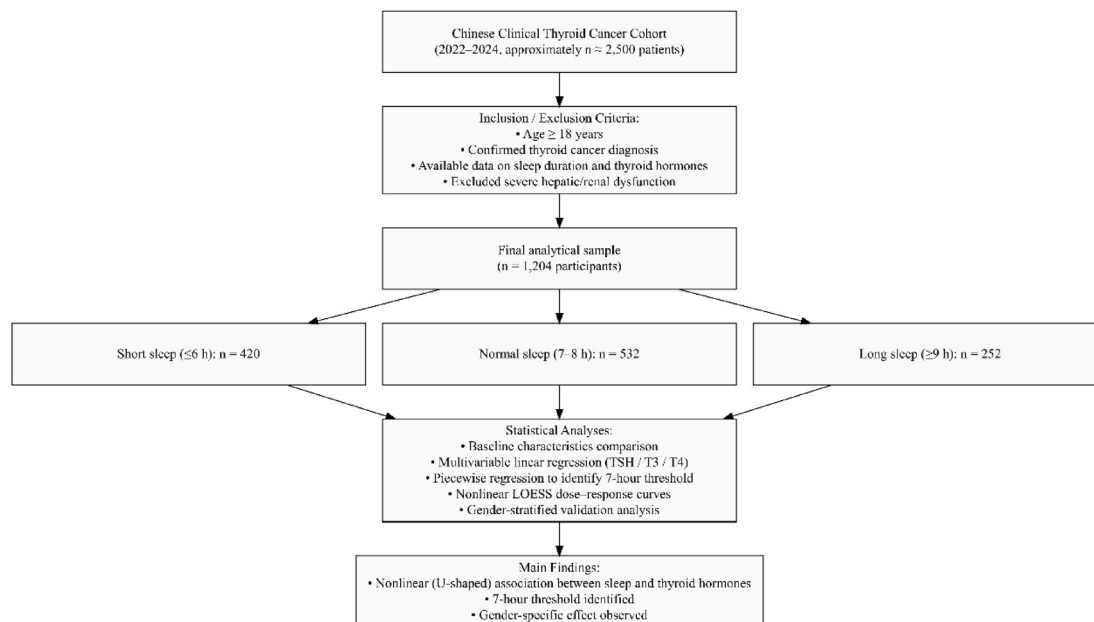 Chinese Clinical Thyroid Cancer Cohort
(2022–2024, approximately n ≈ 2,500 patients)
Inclusion / Exclusion Criteria:
• Age ≥ 18 years
• Confirmed thyroid cancer diagnosis
• Available data on sleep duration and thyroid hormones
• Excluded severe hepatic/renal dysfunction
Final analytical sample
(n = 1,204 participants)
Short sleep (≤6 h): n = 420
Normal sleep (7–8 h): n = 532
Long sleep (≥9 h): n = 252
Statistical Analyses:
• Baseline characteristics comparison
• Multivariable linear regression (TSH / T3 / T4)
• Piecewise regression to identify 7-hour threshold
• Nonlinear LOESS dose–response curves
• Gender-stratified validation analysis
Main Findings:
• Nonlinear (U-shaped) association between sleep and thyroid hormones
• 7-hour threshold identified
• Gender-specific effect observed